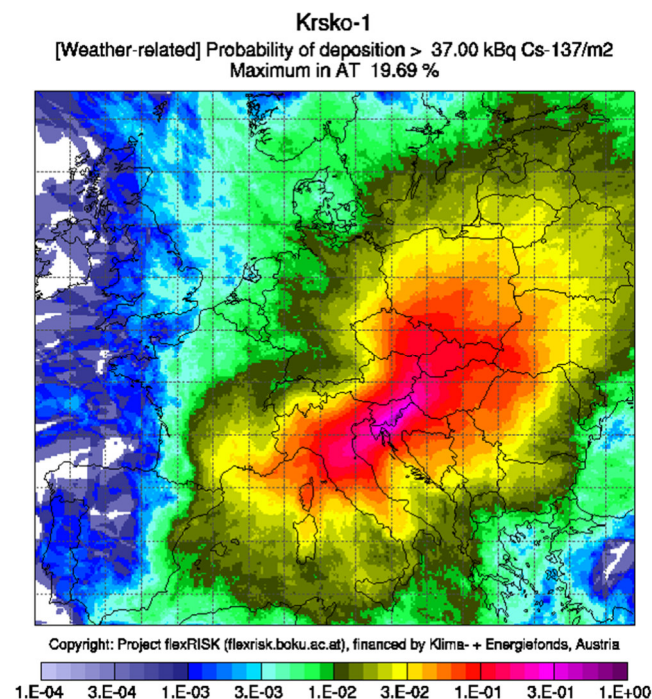 Krsko-1
[Weather-related] Probability of deposition > 37.00 kBq Cs-137/m2
Maximum in AT 19.69 %
Copyright: Project flexRISK (flexrisk.boku.ac.at), financed by Klima- + Energiefonds, Austria
1.E-04 3.E-04 1.E-03 3.E-03 1.E-02 3.E-02 1.E-01 3.E-01 1.E+00